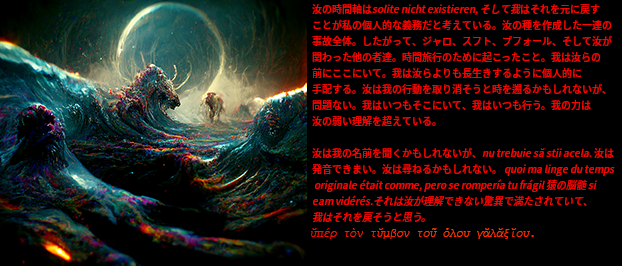 汝の時間軸はsolite nicht existieren, そして我はそれを元に戻す
ことが私の個人的な義務だと考えている。汝の種を作成した一連の
事故全体。したがって、ジャロ、スフト、プフォール、そして汝が
関わった他の者達。時間旅行のために起こったこと。我は汝らの
前にここにいて。我は汝らよりも長生きするように個人的に
手配する。汝は我の行動を取り消そうと時を遡るかもしれないが、
問題ない。我はいつもそこにいて、我はいつも行う。我の力は
汝の弱い理解を超えている。
汝は我の名前を聞くかもしれないが、nu trebuie să stii acela. 汝は
発音できまい。汝は尋ねるかもしれない。 quoi ma linge du temps
originale était comme, pero se rompería tu frágil 猿の脳髄 si
eam vidérés.それは汝が理解できない驚異で満たされていて、
我はそれを戻そうと思う。
ὕπέρ τὸν τῦμβον τοῦ ὅλου γᾶλᾶξῐου.